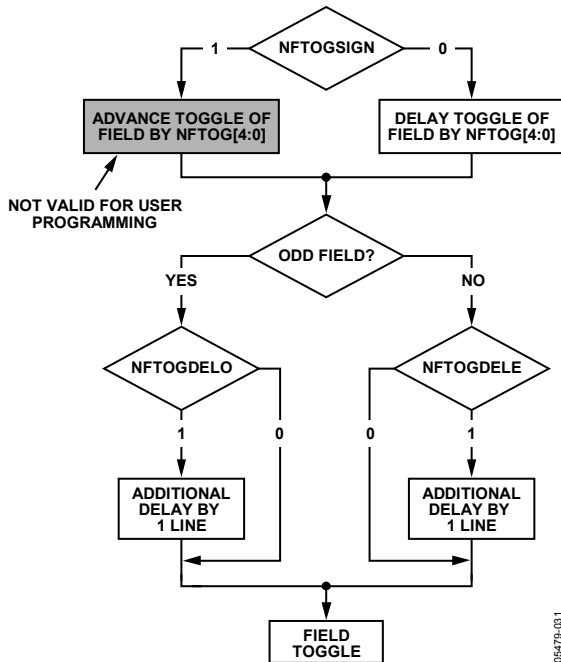 NFTOGSIGN
1
0
ADVANCE TOGGLE OF
FIELD BY NFTOG[4:0]
DELAY TOGGLE OF
FIELD BY NFTOG[4:0]
NOT VALID FOR USER
PROGRAMMING
ODD FIELD?
YES
NO
NFTOGDELO
NFTOGDELE
1
0
0
1
ADDITIONAL
DELAY BY
1 LINE
ADDITIONAL
DELAY BY
1 LINE
FIELD
TOGGLE
05479-031